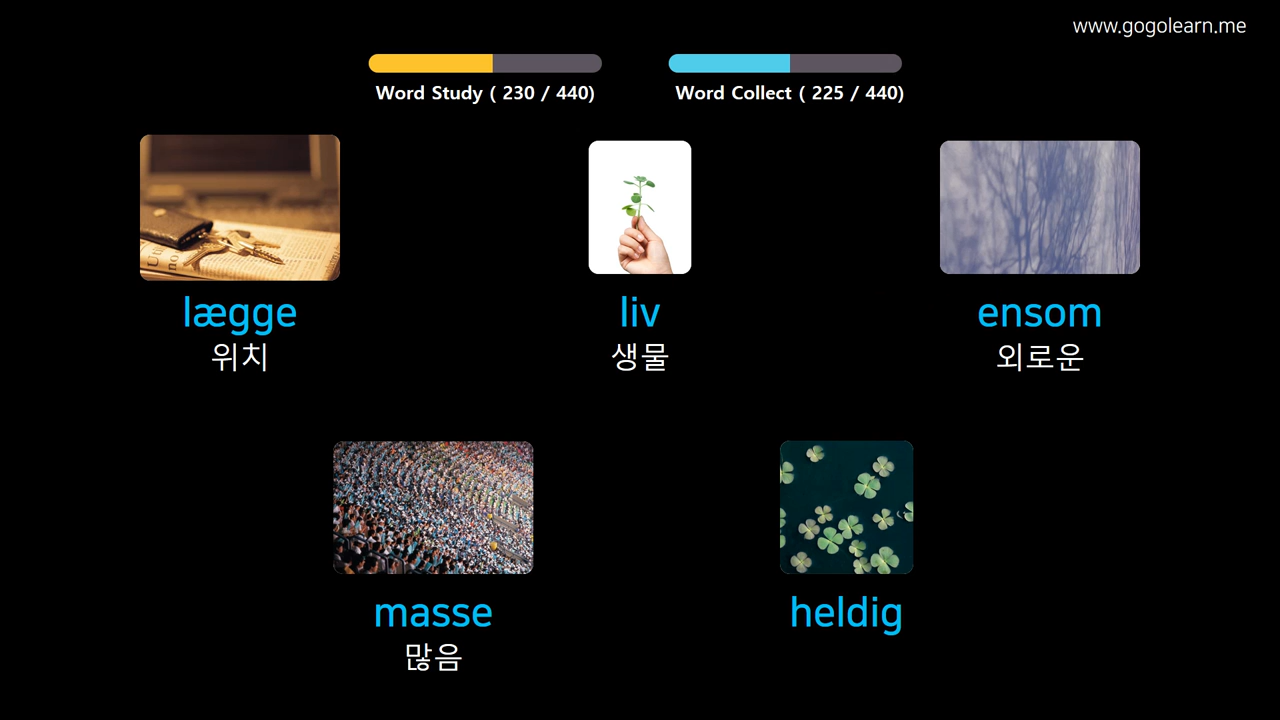 www.gogolearn.me
Word Study ( 230 / 440)
Word Collect ( 225 / 440)
lægge
위치
liv
생물
ensom
외로운
masse
많음
heldig